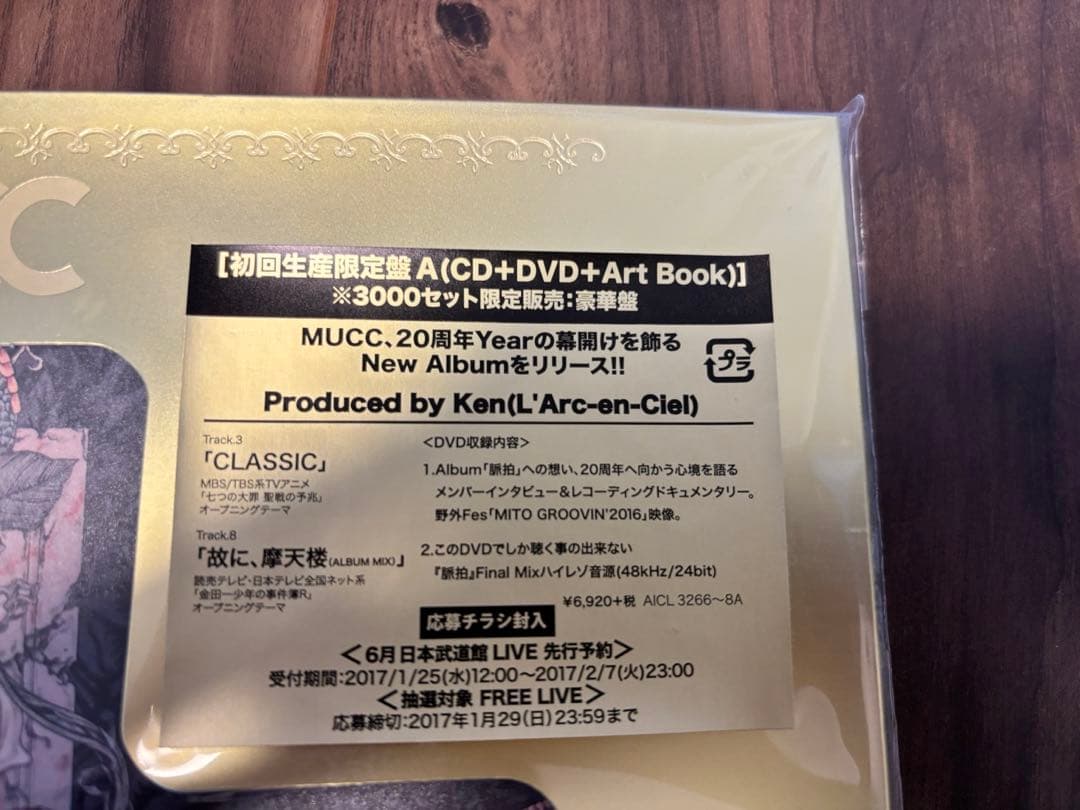 C
[初回生産限定盤 A(CD+DVD+Art Book)]
※3000セット限定販売:豪華盤
MUCC、20周年Yearの幕開けを飾る
New Albumをリリース!!
プラ
Produced by Ken(L'Arc-en-Ciel)
Track.3
「CLASSIC」
MBS/TBS系TVアニメ
「七つの大罪 聖戦の予兆」
オープニングテーマ
Track.8
「故に、摩天楼(ALBUM MIX)」
読売テレビ・日本テレビ全国ネット系
「金田一少年の事件簿R」
オープニングテーマ
<DVD収録内容>
1.Album「脈拍」への想い、20周年へ向かう心境を語る
メンバーインタビュー&レコーディングドキュメンタリー。
野外Fes「MITO GROOVIN'2016」映像。
2.このDVDでしか聴く事の出来ない
『脈拍』Final Mixハイレゾ音源(48kHz/24bit)
¥6,920+税 AICL 3266〜8A
応募チラシ封入
<6月日本武道館 LIVE 先行予約>
受付期間:2017/1/25(水)12:00〜2017/2/7(火)23:00
<抽選対象 FREE LIVE>
応募締切:2017年1月29(日)23:59まで